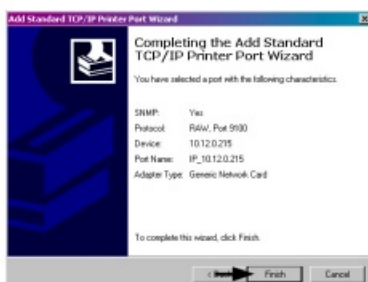 Add Standard TCP/IP Printer Port Wizard
Completing the Add Standard
TCP/IP Printer Port Wizard
You have selected a port with the following characteristics.
SNMP: Yes
Protocol: RAW, Port 9100
Device: 10.12.0.215
Port Name: IP_10.12.0.215
Adapter Type: Generic Network Card
To complete this wizard, click Finish.
Finish Cancel